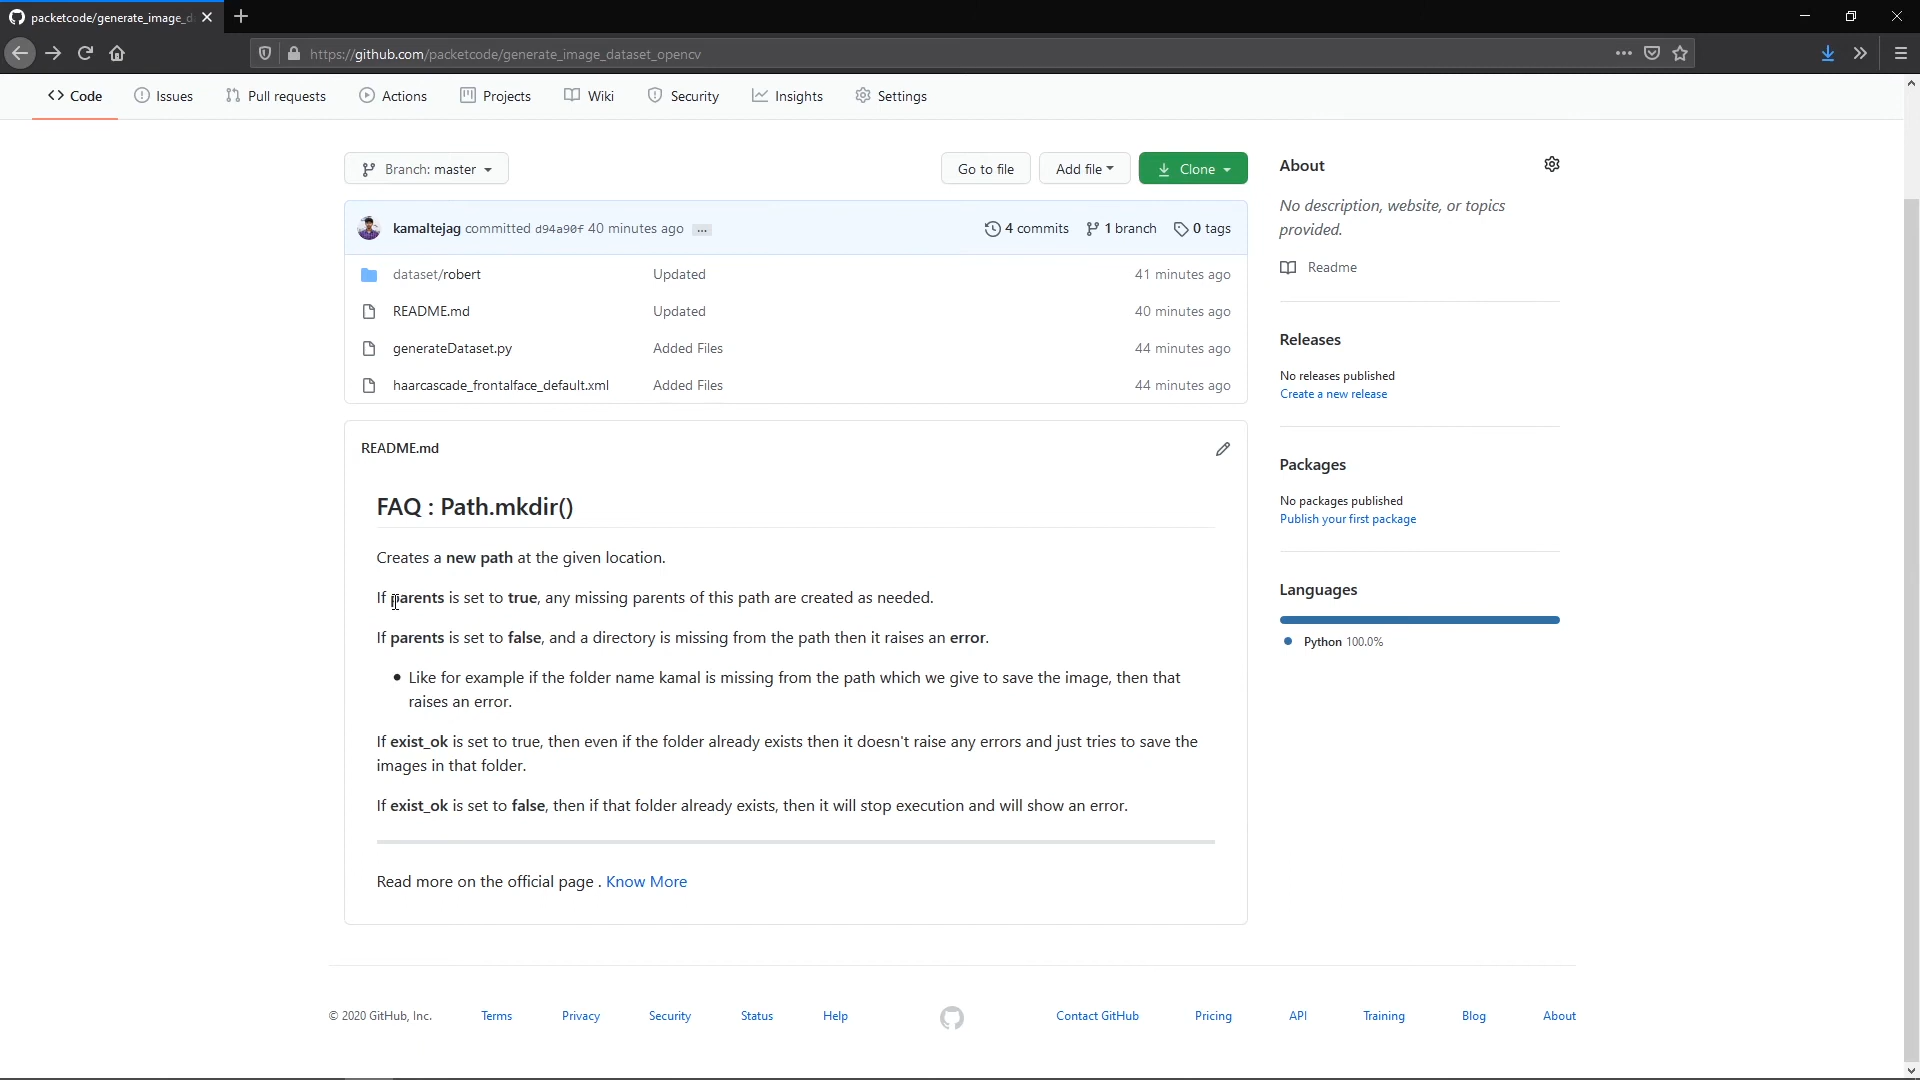 packetcode/generate_image_d
https://github.com/packetcode/generate_image_dataset_opencv
Code Issues Pull requests Actions Projects Wiki Security Insights Settings
Branch: master Go to file Add file Clone
kamaltejag committed d94a90f 40 minutes ago ... 4 commits 1 branch 0 tags
dataset/robert Updated 41 minutes ago
README.md Updated 40 minutes ago
generateDataset.py Added Files 44 minutes ago
haarcascade_frontalface_default.xml Added Files 44 minutes ago
README.md
FAQ : Path.mkdir()
Creates a new path at the given location.
If parents is set to true, any missing parents of this path are created as needed.
If parents is set to false, and a directory is missing from the path then it raises an error.
• Like for example if the folder name kamal is missing from the path which we give to save the image, then that
raises an error.
If exist_ok is set to true, then even if the folder already exists then it doesn't raise any errors and just tries to save the
images in that folder.
If exist_ok is set to false, then if that folder already exists, then it will stop execution and will show an error.
Read more on the official page . Know More
About
No description, website, or topics
provided.
Readme
Releases
No releases published
Create a new release
Packages
No packages published
Publish your first package
Languages
Python 100.0%
© 2020 GitHub, Inc. Terms Privacy Security Status Help Contact GitHub Pricing API Training Blog About